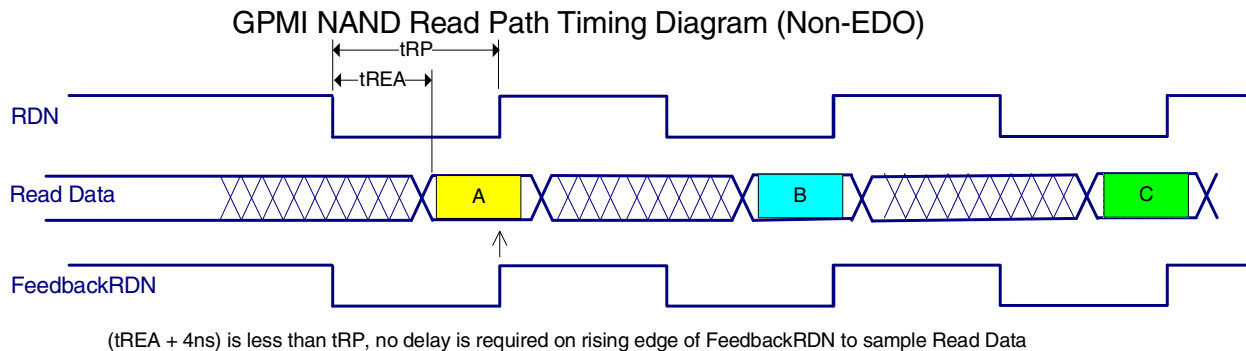 GPMI NAND Read Path Timing Diagram (Non-EDO)
tRP
tREA
RDN
Read Data
A
B
C
FeedbackRDN
(tREA + 4ns) is less than tRP, no delay is required on rising edge of FeedbackRDN to sample Read Data